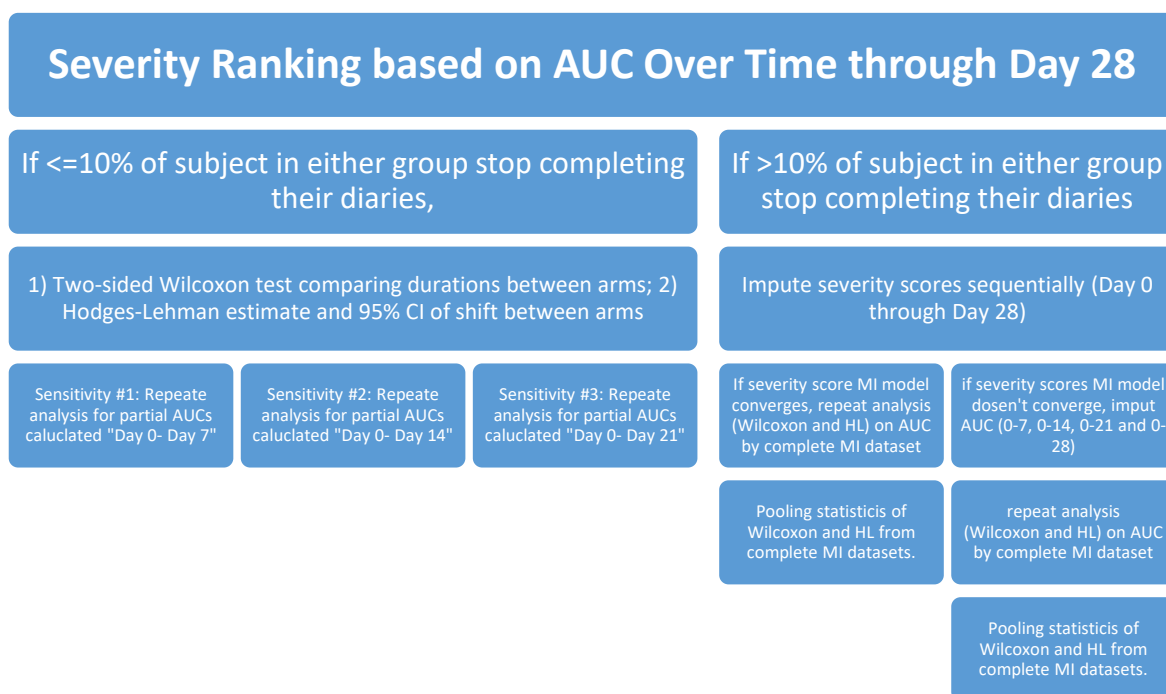 Severity Ranking based on AUC Over Time through Day 28
If <=10% of subject in either group stop completing
their diaries,
If >10% of subject in either group
stop completing their diaries
1) Two-sided Wilcoxon test comparing durations between arms; 2)
Hodges-Lehman estimate and 95% CI of shift between arms
Impute severity scores sequentially (Day 0
through Day 28)
Sensitivity #1: Repeate
analysis for partial AUCs
caluclated "Day 0- Day 7"
Sensitivity #2: Repeate
analysis for partial AUCs
caluclated "Day 0- Day 14"
Sensitivity #3: Repeate
analysis for partial AUCs
caluclated "Day 0- Day 21"
If severity score MI model
converges, repeat analysis
(Wilcoxon and HL) on AUC
by complete MI dataset
if severity scores MI model
dosen't converge, imput
AUC (0-7, 0-14, 0-21 and 0-
28)
Pooling statisticis of
Wilcoxon and HL from
complete MI datasets.
repeat analysis
(Wilcoxon and HL) on AUC
by complete MI dataset
Pooling statisticis of
Wilcoxon and HL from
complete MI datasets.